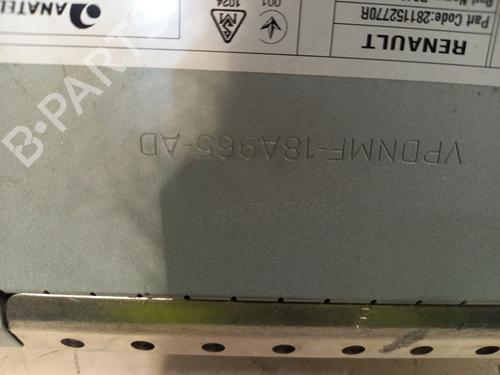 RENAULT
Part Code:281152770R
ANATEL
001
1024
VPDNMF-18A965-AD
B-PARTS